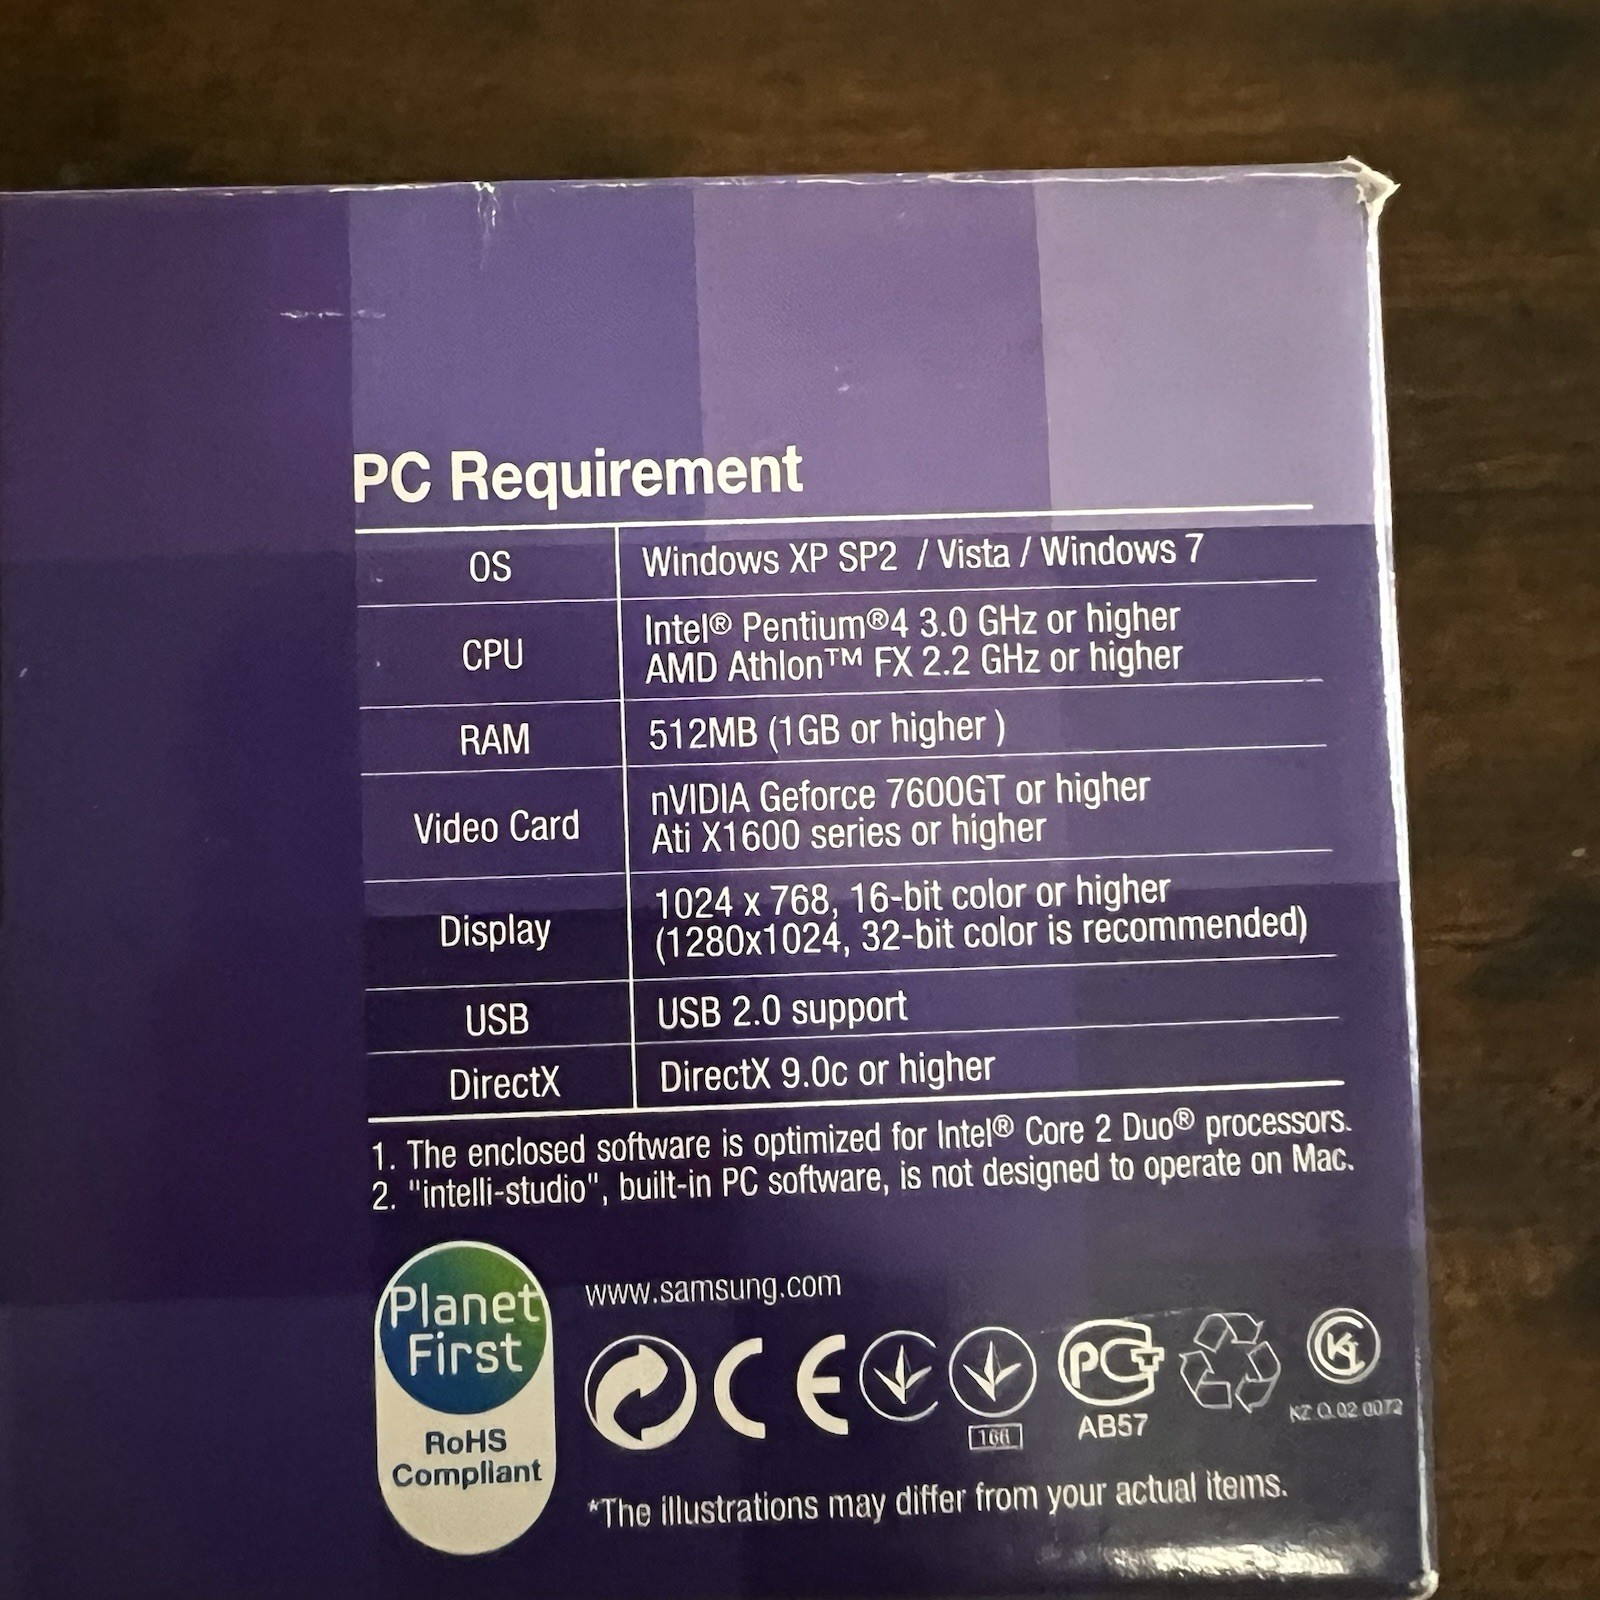 PC Requirement
OS
Windows XP SP2 / Vista / Windows 7
CPU
Intel® Pentium®4 3.0 GHz or higher
AMD Athlon™ FX 2.2 GHz or higher
RAM
512MB (1GB or higher )
Video Card
nVIDIA Geforce 7600GT or higher
Ati X1600 series or higher
Display
1024 x 768, 16-bit color or higher
(1280x1024, 32-bit color is recommended)
USB
USB 2.0 support
DirectX
DirectX 9.0c or higher
1. The enclosed software is optimized for Intel® Core 2 Duo® processors.
2. "intelli-studio", built-in PC software, is not designed to operate on Mac.
Planet
First
RoHS
Compliant
www.samsung.com
CE
166
PCT
AB57
*The illustrations may differ from your actual items.